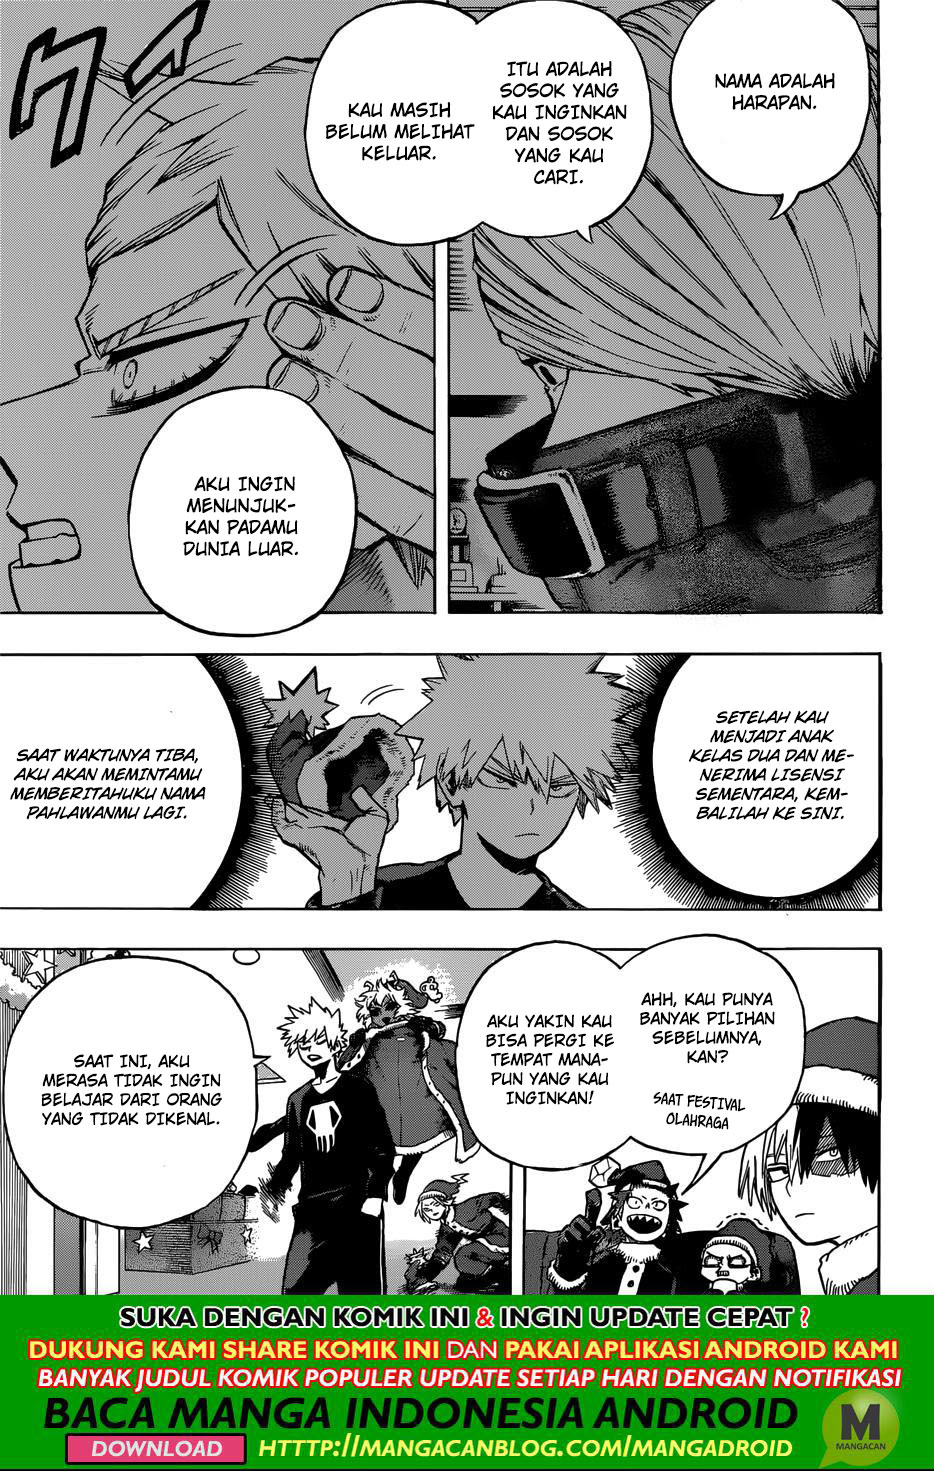 NAMA ADALAH
HARAPAN.
ITU ADALAH
SOSOK YANG
KAU INGINKAN
DAN SOSOK
YANG KAU
CARI.
KAU MASIH
BELUM MELIHAT
KELUAR.
AKU INGIN
MENUNJUK-
KAN PADAMU
DUNIA LUAR.
SETELAH KAU
MENJADI ANAK
KELAS DUA DAN ME-
NERIMA LISENSI
SEMENTARA, KEM-
BALILAH KE SINI.
SAAT WAKTUNYA TIBA,
AKU AKAN MEMINTAMU
MEMBERITAHUKU NAMA
PAHLAWANMU LAGI.
AHH, KAU PUNYA
BANYAK PILIHAN
SEBELUMNYA,
KAN?
SAAT FESTIVAL
OLAHRAGA
AKU YAKIN KAU
BISA PERGI KE
TEMPAT MANA-
PUN YANG KAU
INGINKAN!
SAAT INI, AKU
MERASA TIDAK INGIN
BELAJAR DARI ORANG
YANG TIDAK DIKENAL.
SUKA DENGAN KOMIK INI & INGIN UPDATE CEPAT ?
DUKUNG KAMI SHARE KOMIK INI DAN PAKAI APLIKASI ANDROID KAMI
BANYAK JUDUL KOMIK POPULER UPDATE SETIAP HARI DENGAN NOTIFIKASI
BACA MANGA INDONESIA ANDROID
DOWNLOAD HTTTP://MANGACANBLOG.COM/MANGADROID
M
MANGACAN